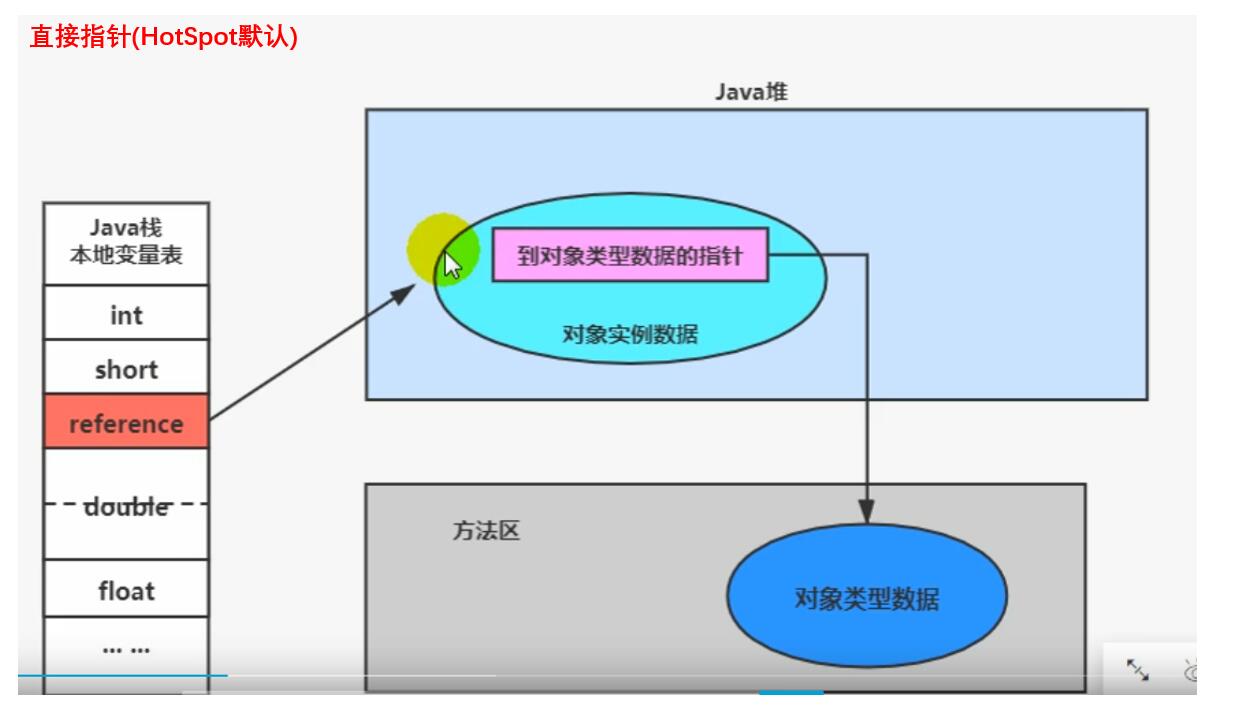 直接指针(HotSpot默认)
Java堆
Java栈
本地变量表
到对象类型数据的指针
int
对象实例数据
short
reference
double
方法区
float
对象类型数据
... ...